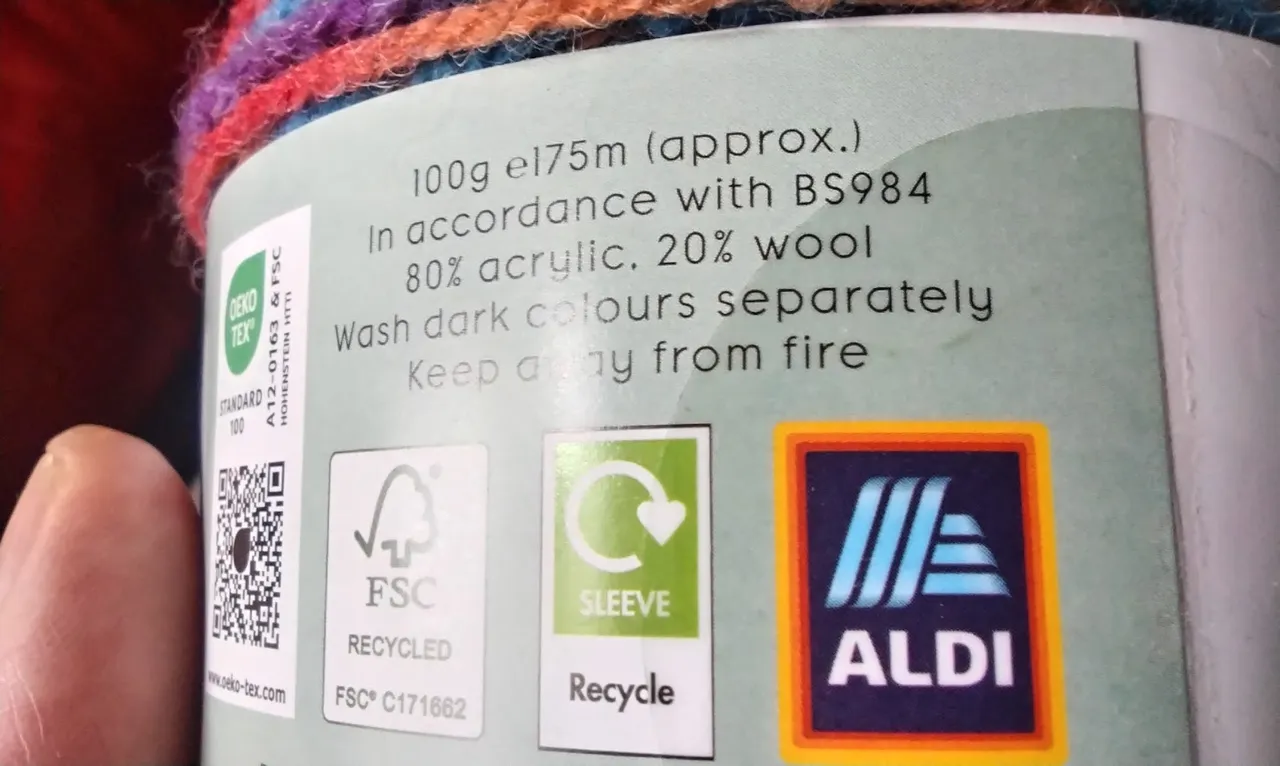 100g e175m (approx.)
In accordance with BS984
80% acrylic, 20% wool
Wash dark colours separately
Keep away from fire
OEKO
TEX®
STANDARD
100
A12-0163 & FSC
HOHENSTEIN HTTI
www.oeko-tex.com
FSC
RECYCLED
FSC® C171662
SLEEVE
Recycle
ALDI